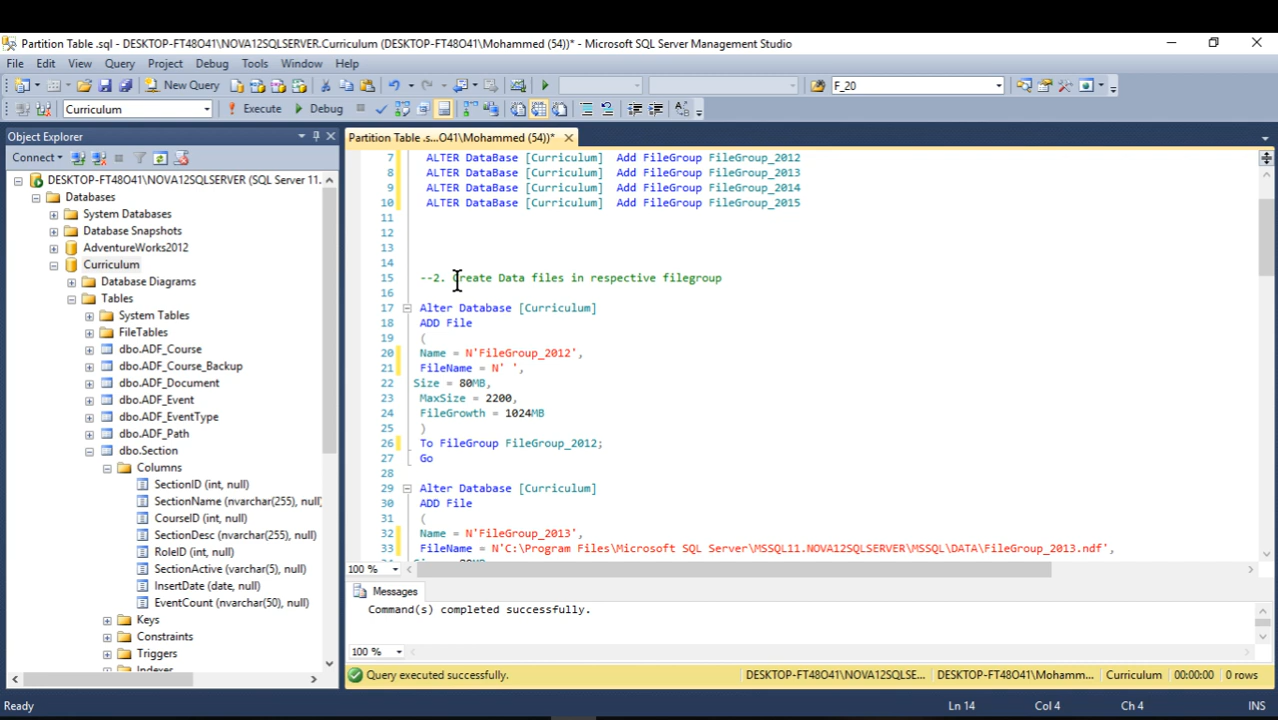 Partition Table .sql - DESKTOP-FT48O41\NOVA12SQLSERVER.Curriculum (DESKTOP-FT48O41\Mohammed (54))* - Microsoft SQL Server Management Studio
File Edit View Query Project Debug Tools Window Help
New Query F_20
Curriculum Execute Debug
Object Explorer
Partition Table .s...O41\Mohammed (54))*
Connect
DESKTOP-FT48O41\NOVA12SQLSERVER (SQL Server 11.
Databases
System Databases
Database Snapshots
AdventureWorks2012
Curriculum
Database Diagrams
Tables
System Tables
FileTables
dbo.ADF_Course
dbo.ADF_Course_Backup
dbo.ADF_Document
dbo.ADF_Event
dbo.ADF_EventType
dbo.ADF_Path
dbo.Section
Columns
SectionID (int, null)
SectionName (nvarchar(255), null)
CourseID (int, null)
SectionDesc (nvarchar(255), null)
RoleID (int, null)
SectionActive (varchar(5), null)
InsertDate (date, null)
EventCount (nvarchar(50), null)
Keys
Constraints
Triggers
Indexes
7 ALTER DataBase [Curriculum] Add FileGroup FileGroup_2012
8 ALTER DataBase [Curriculum] Add FileGroup FileGroup_2013
9 ALTER DataBase [Curriculum] Add FileGroup FileGroup_2014
10 ALTER DataBase [Curriculum] Add FileGroup FileGroup_2015
11
12
13
14
15 --2. Create Data files in respective filegroup
16
17 Alter Database [Curriculum]
18 ADD File
19 (
20 Name = N'FileGroup_2012',
21 FileName = N' ',
22 Size = 80MB,
23 MaxSize = 2200,
24 FileGrowth = 1024MB
25 )
26 To FileGroup FileGroup_2012;
27 Go
28
29 Alter Database [Curriculum]
30 ADD File
31 (
32 Name = N'FileGroup_2013',
33 FileName = N'C:\Program Files\Microsoft SQL Server\MSSQL11.NOVA12SQLSERVER\MSSQL\DATA\FileGroup_2013.ndf',
100 %
Messages
Command(s) completed successfully.
100 %
Query executed successfully. DESKTOP-FT48O41\NOVA12SQLSE... DESKTOP-FT48O41\Mohamm... Curriculum 00:00:00 0 rows
Ready Ln 14 Col 4 Ch 4 INS